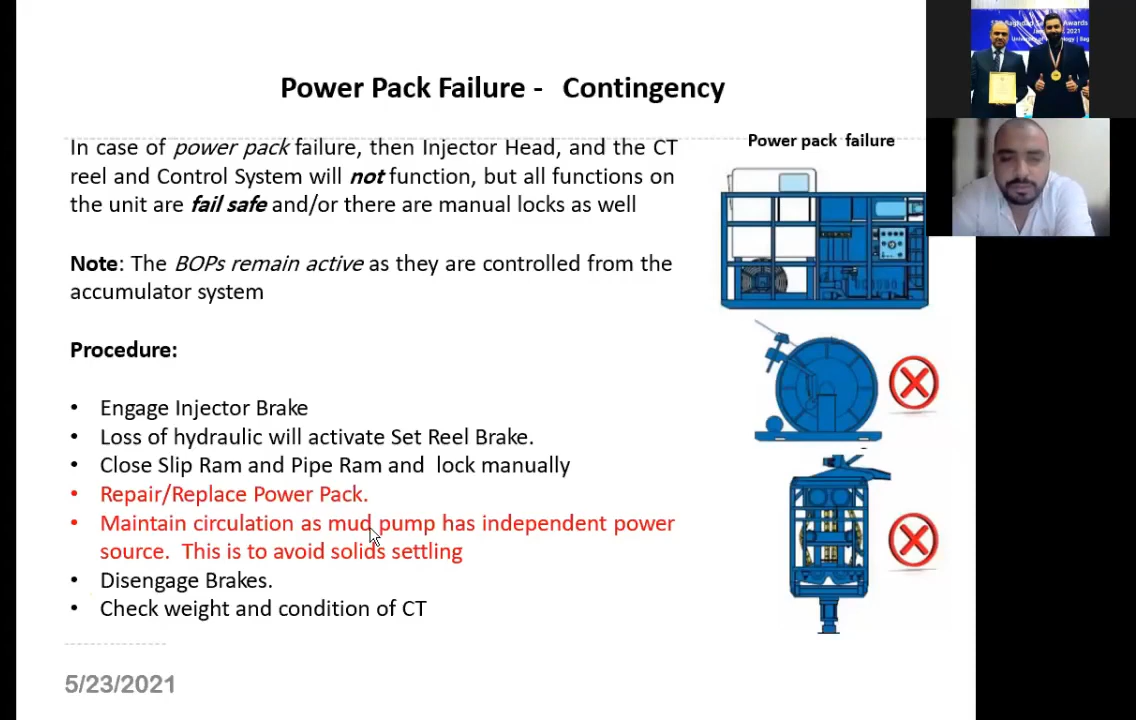 Power Pack Failure - Contingency
In case of power pack failure, then Injector Head, and the CT
reel and Control System will not function, but all functions on
the unit are fail safe and/or there are manual locks as well
Note: The BOPs remain active as they are controlled from the
accumulator system
Procedure:
• Engage Injector Brake
• Loss of hydraulic will activate Set Reel Brake.
• Close Slip Ram and Pipe Ram and lock manually
• Repair/Replace Power Pack.
• Maintain circulation as mud pump has independent power
source. This is to avoid solids settling
• Disengage Brakes.
• Check weight and condition of CT
5/23/2021
Power pack failure
Baghdad
Awards
2021
University of